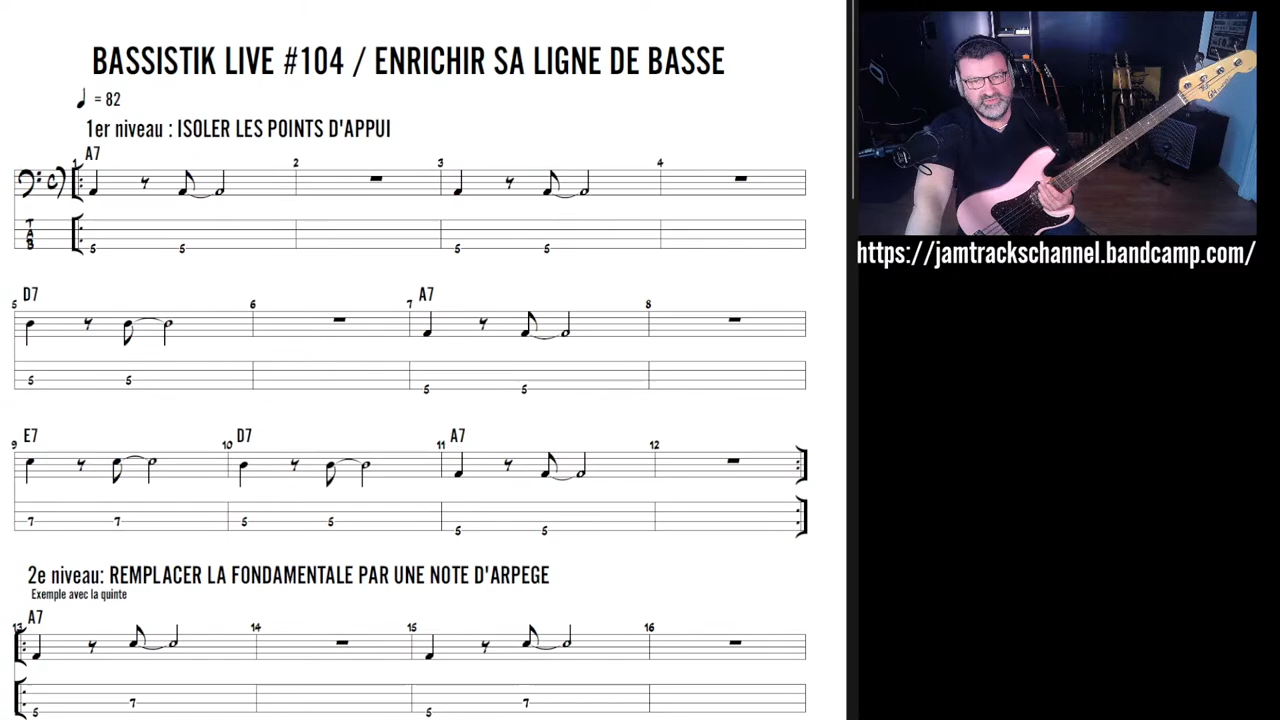 BASSISTIK LIVE #104 / ENRICHIR SA LIGNE DE BASSE
= 82
1er niveau : ISOLER LES POINTS D'APPUI
A7
1 2 3 4
T
A
B
5 5 5 5
D7 A7
5 6 7 8
5 5 5 5
E7 D7 A7
9 10 11 12
7 7 5 5 5 5
2e niveau: REMPLACER LA FONDAMENTALE PAR UNE NOTE D'ARPEGE
Exemple avec la quinte
A7
13 14 15 16
5 7 5 7
https://jamtrackschannel.bandcamp.com/